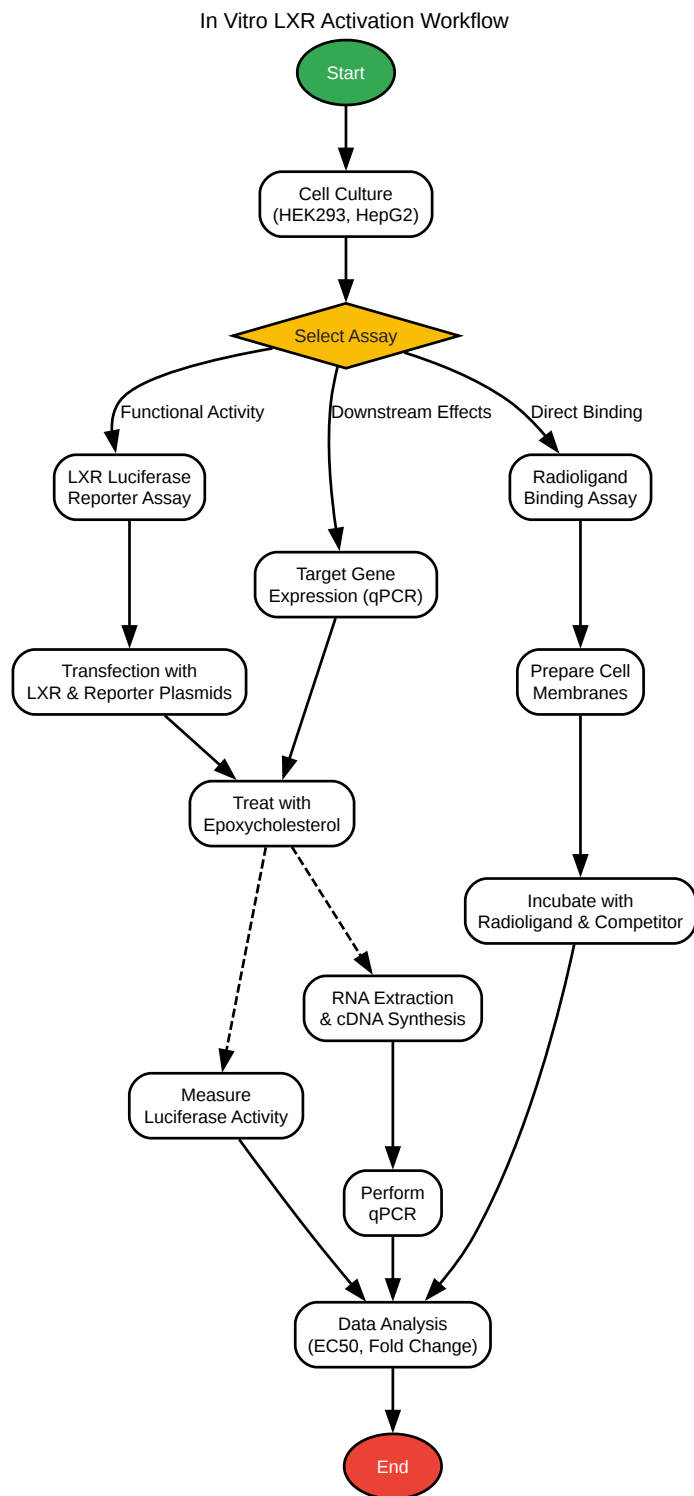 In Vitro LXR Activation Workflow
Start
Cell Culture
(HEK293, HepG2)
Select Assay
Functional Activity
Downstream Effects
Direct Binding
LXR Luciferase
Reporter Assay
Radioligand
Binding Assay
Target Gene
Expression (qPCR)
Transfection with
LXR & Reporter Plasmids
Prepare Cell
Membranes
Treat with
Epoxycholesterol
Incubate with
Radioligand & Competitor
RNA Extraction
& cDNA Synthesis
Measure
Luciferase Activity
Perform
qPCR
Data Analysis
(EC50, Fold Change)
End